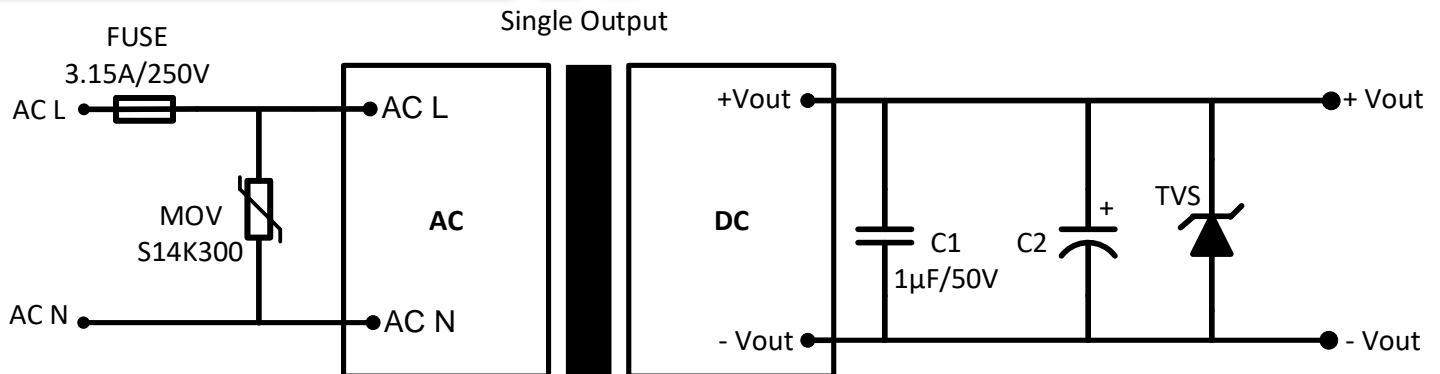 Single Output
FUSE
3.15A/250V
AC L
AC L
MOV
S14K300
AC
AC N
AC N
+Vout
DC
- Vout
C1
1µF/50V
C2
+
TVS
+ Vout
- Vout